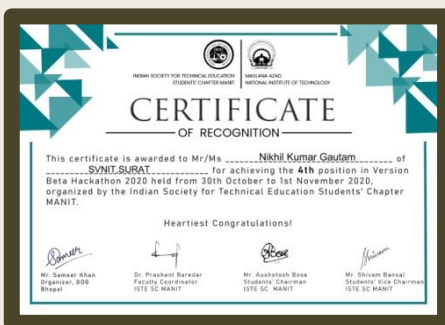 INDIAN SOCIETY FOR TECHNICAL EDUCATION
STUDENTS' CHAPTER MANIT
MAULANA AZAD
NATIONAL INSTITUTE OF TECHNOLOGY
CERTIFICATE
OF RECOGNITION
This certificate is awarded to Mr/Ms Nikhil Kumar Gautam of
SVNIT,SURAT for achieving the 4th position in Version
Beta Hackathon 2020 held from 30th October to 1st November 2020,
organized by the Indian Society for Technical Education Students' Chapter
MANIT.
Heartiest Congratulations!
Sameer
Bose
Shivam
Mr. Sameer Khan
Organizer, GDG
Bhopal
Dr. Prashant Baredar
Faculty Coordinator
ISTE SC MANIT
Mr. Aushotosh Bose
Students' Chairman
ISTE SC MANIT
Mr. Shivam Bansal
Students' Vice Chairman
ISTE SC MANIT